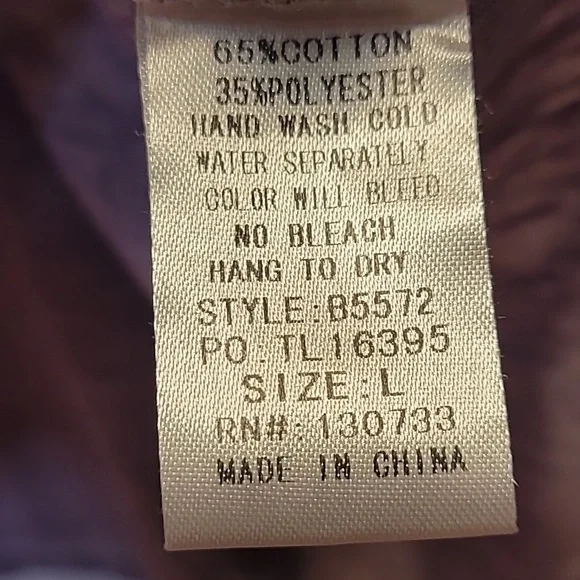 65%COTTON
35%POLYESTER
HAND WASH COLD
WATER SEPARATELY
COLOR WILL BLEED
NO BLEACH
HANG TO DRY
STYLE:B5572
PO:TL16395
SIZE:L
RN#:130733
MADE IN CHINA